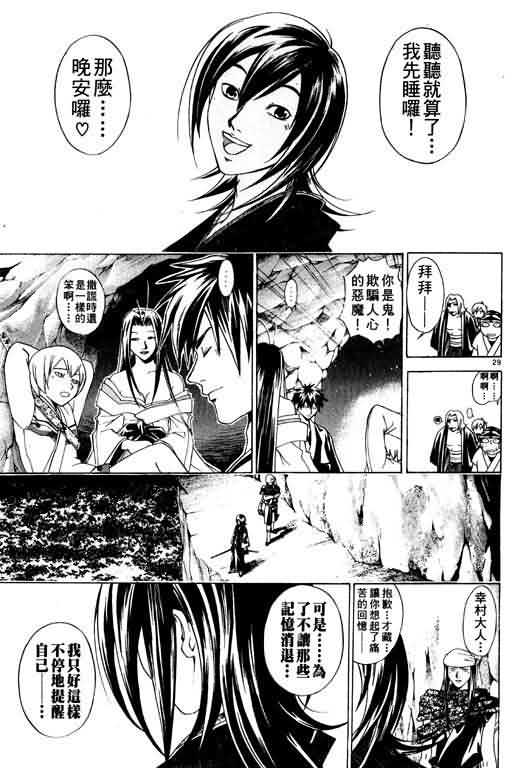 聽聽就算了…
我先睡囉！
那麼……
晚安囉♡
拜拜
29
啊……
啊…
你是鬼！
欺騙人心
的惡魔！
……
……
撒謊時還
是一樣的
笨啊……
幸村大人…
抱歉…才藏…
讓你想起了痛
苦的回憶…
可是……為
了不讓那些
記憶消退…
我只好這樣
不停地提醒
自己……